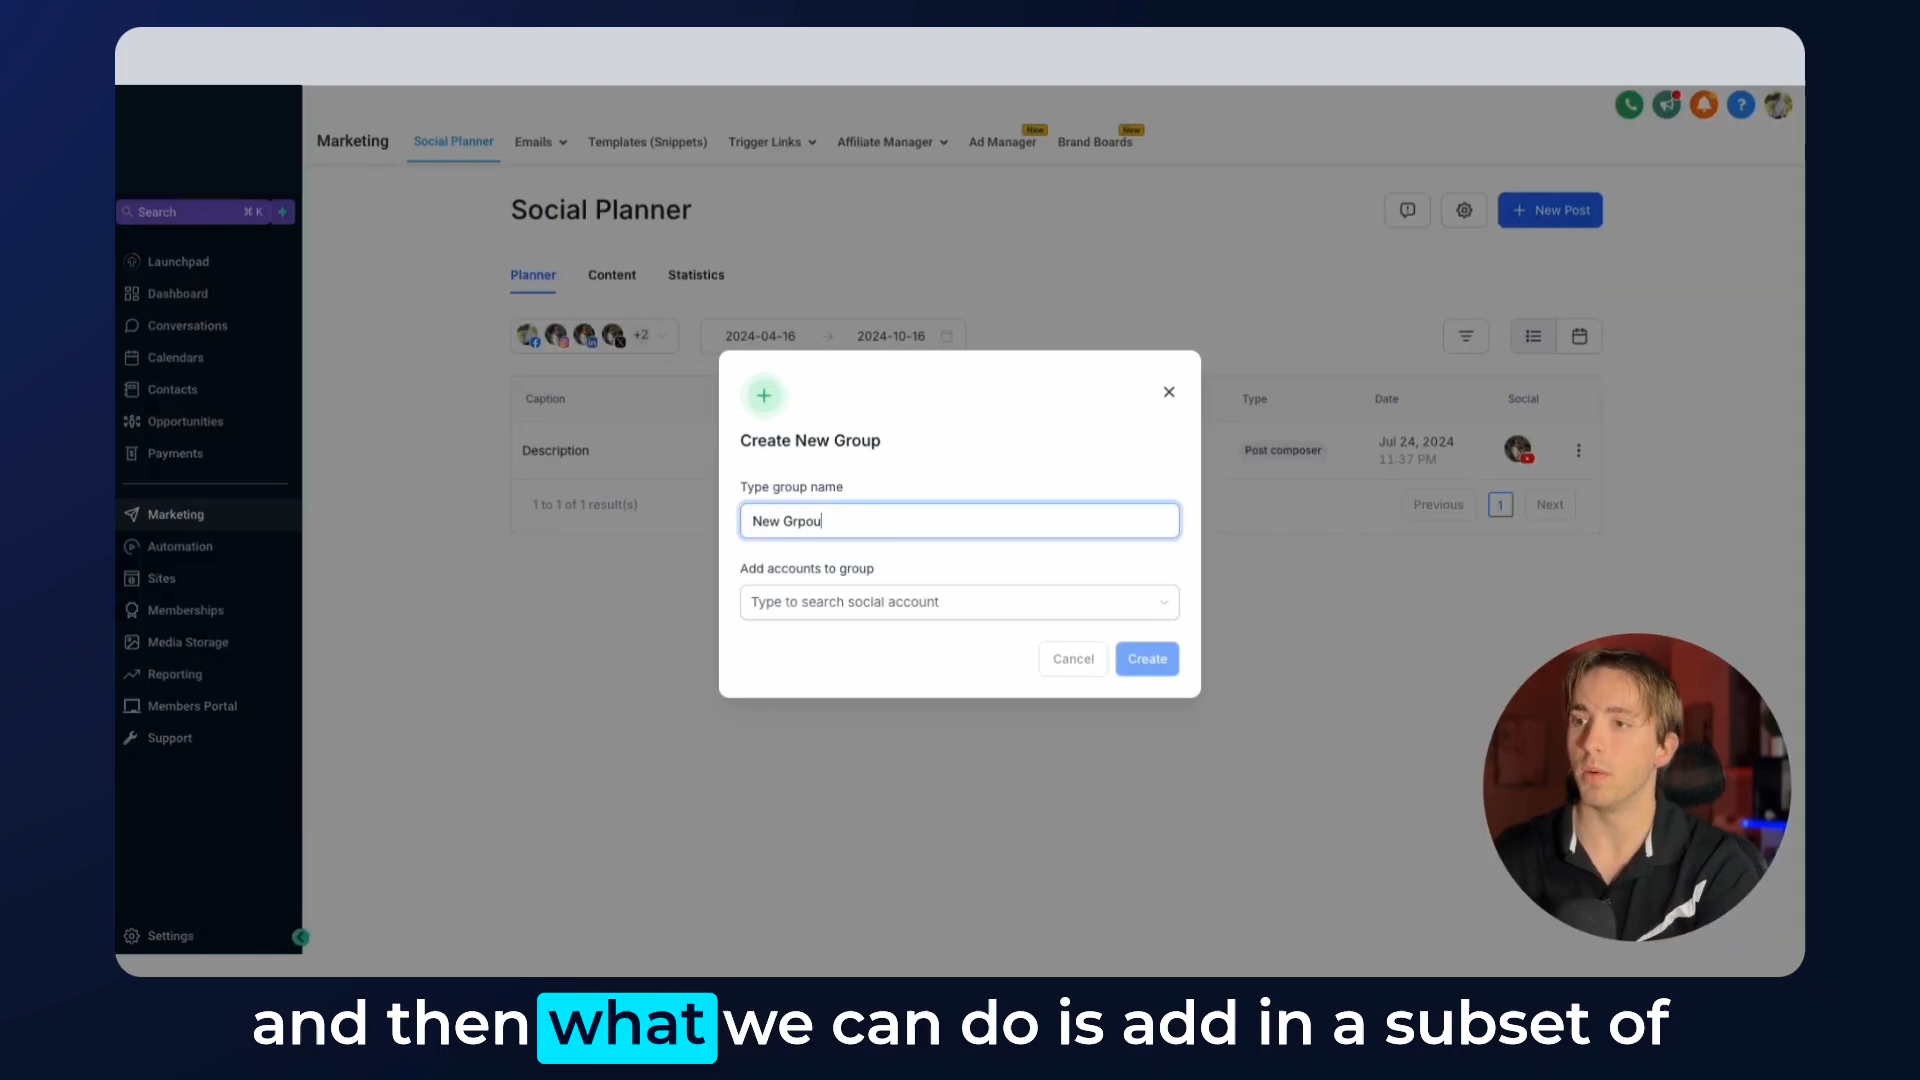 New
New
Marketing
Social Planner
Emails
Templates (Snippets)
Trigger Links
Affiliate Manager
Ad Manager
Brand Boards
Search
⌘ K
Social Planner
New Post
Launchpad
Dashboard
Conversations
Calendars
Contacts
Opportunities
Payments
Marketing
Automation
Sites
Memberships
Media Storage
Reporting
Members Portal
Support
Settings
Planner
Content
Statistics
+2
2024-04-16
2024-10-16
Caption
Type
Date
Social
Description
Post composer
Jul 24, 2024
11:37 PM
1 to 1 of 1 result(s)
Previous
1
Next
Create New Group
Type group name
New Grpou
Add accounts to group
Type to search social account
Cancel
Create
and then what we can do is add in a subset of